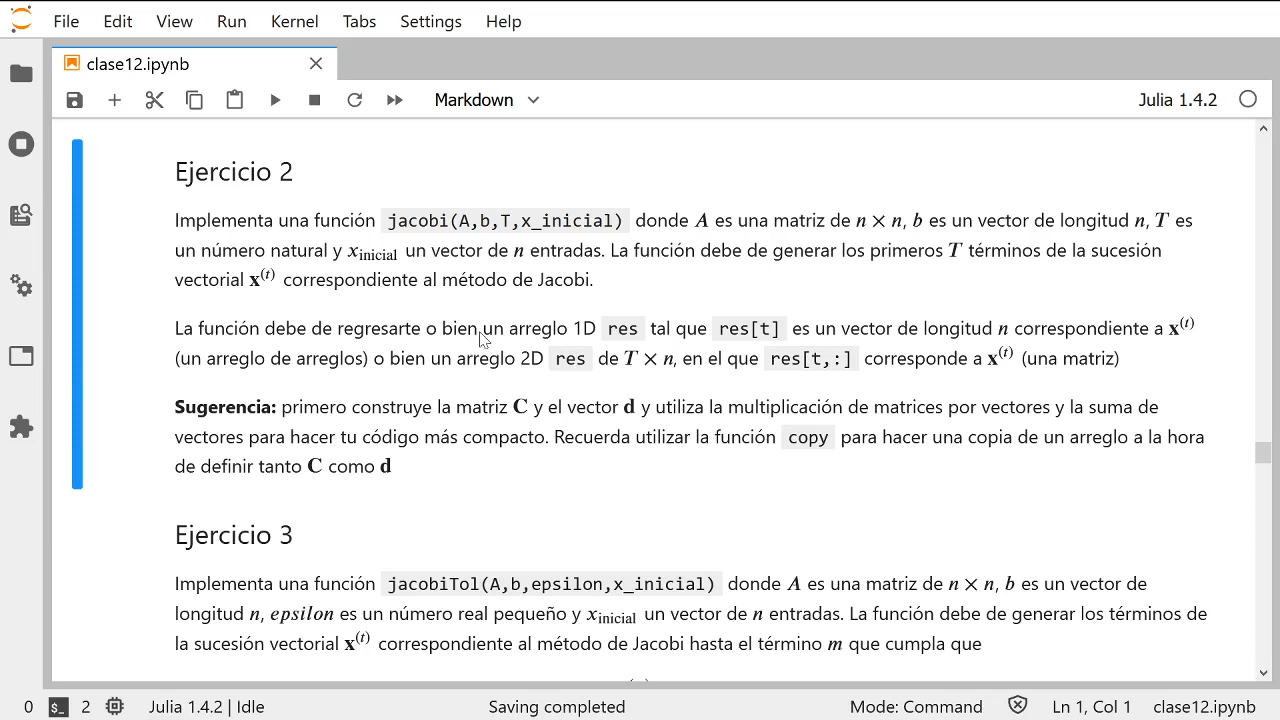 File Edit View Run Kernel Tabs Settings Help
clase12.ipynb
Markdown
Julia 1.4.2
Ejercicio 2
Implementa una función jacobi(A,b,T,x_inicial) donde A es una matriz de n × n, b es un vector de longitud n, T es
un número natural y x_inicial un vector de n entradas. La función debe de generar los primeros T términos de la sucesión
vectorial x^(t) correspondiente al método de Jacobi.
La función debe de regresarte o bien un arreglo 1D res tal que res[t] es un vector de longitud n correspondiente a x^(t)
(un arreglo de arreglos) o bien un arreglo 2D res de T × n, en el que res[t,:] corresponde a x^(t) (una matriz)
Sugerencia: primero construye la matriz C y el vector d y utiliza la multiplicación de matrices por vectores y la suma de
vectores para hacer tu código más compacto. Recuerda utilizar la función copy para hacer una copia de un arreglo a la hora
de definir tanto C como d
Ejercicio 3
Implementa una función jacobiTol(A,b,epsilon,x_inicial) donde A es una matriz de n × n, b es un vector de
longitud n, epsilon es un número real pequeño y x_inicial un vector de n entradas. La función debe de generar los términos de
la sucesión vectorial x^(t) correspondiente al método de Jacobi hasta el término m que cumpla que
0 $_ 2 Julia 1.4.2 | Idle Saving completed Mode: Command Ln 1, Col 1 clase12.ipynb